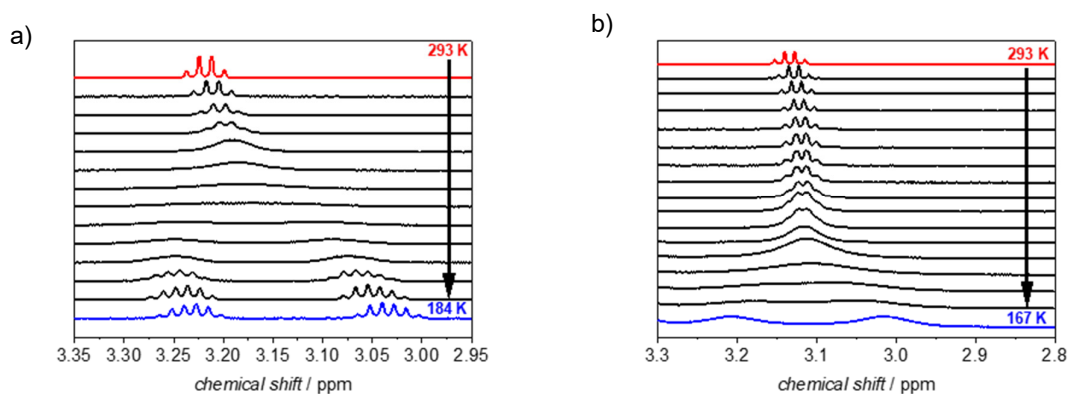 a)
293 K
184 K
3.35 3.30 3.25 3.20 3.15 3.10 3.05 3.00 2.95
chemical shift / ppm
b)
293 K
167 K
3.3 3.2 3.1 3.0 2.9 2.8
chemical shift / ppm